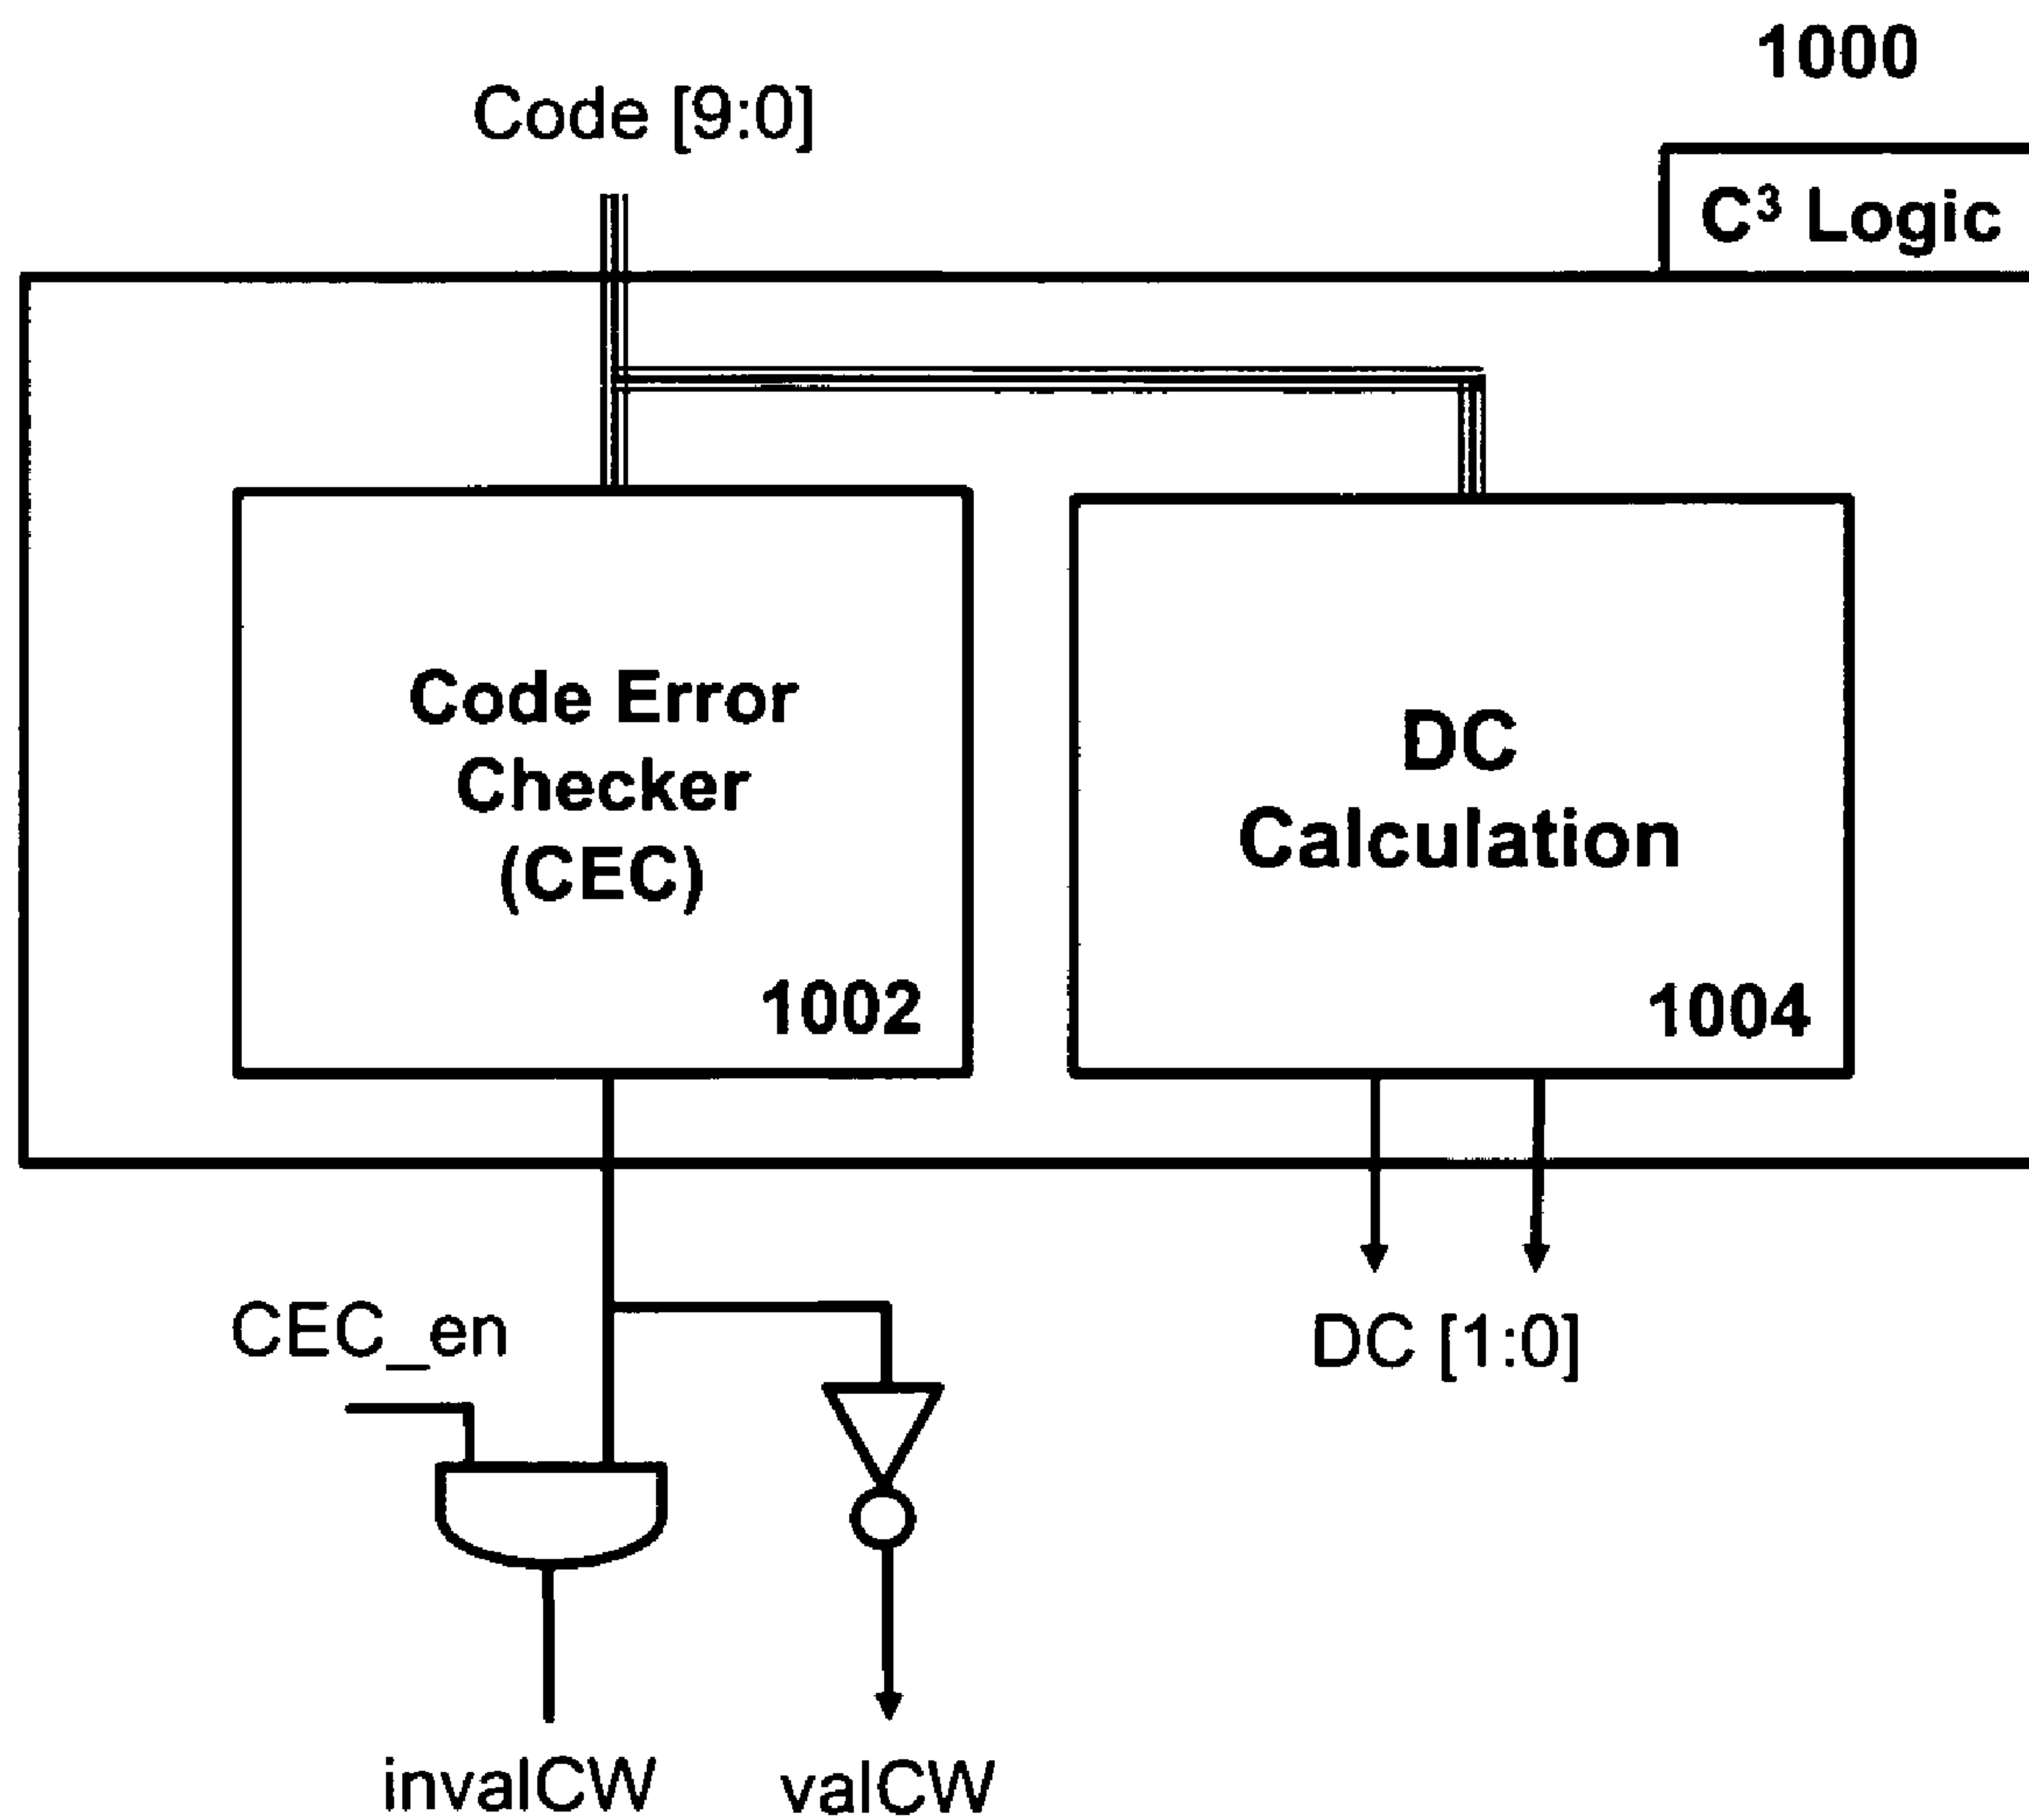 1000
Code [9:0]
C³ Logic
Code Error
Checker
(CEC)
1002
DC
Calculation
1004
CEC_en
DC [1:0]
invalCW
valCW